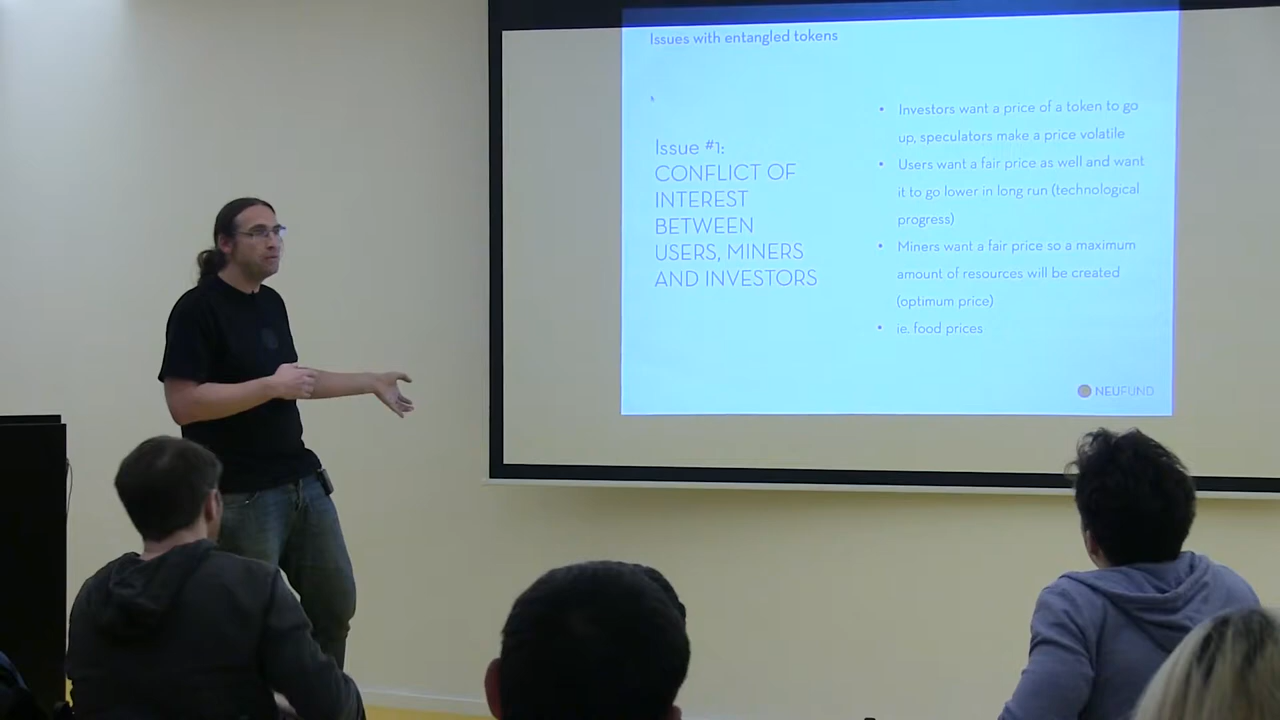 Issues with entangled tokens
Issue #1:
CONFLICT OF
INTEREST
BETWEEN
USERS, MINERS
AND INVESTORS
• Investors want a price of a token to go
up, speculators make a price volatile
• Users want a fair price as well and want
it to go lower in long run (technological
progress)
• Miners want a fair price so a maximum
amount of resources will be created
(optimum price)
• ie. food prices
NEUFUND